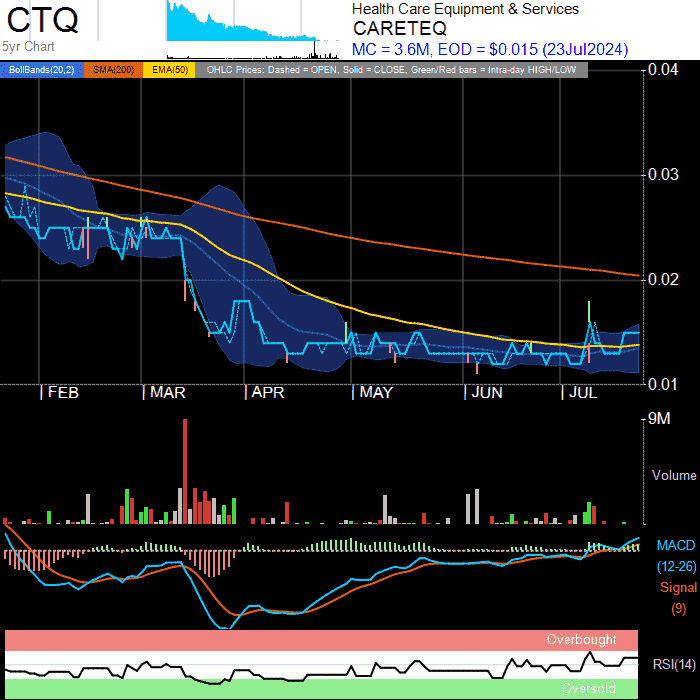 CTQ
5yr Chart
Health Care Equipment & Services
CARETEQ
MC = 3.6M, EOD = $0.015 (23Jul2024)
BollBands(20,2) SMA(200) EMA(50) OHLC Prices: Dashed = OPEN, Solid = CLOSE, Green/Red bars = Intra-day HIGH/LOW
0.04
0.03
0.02
0.01
| FEB | MAR | APR | MAY | JUN | JUL
9M
Volume
MACD
(12-26)
Signal
(9)
Overbought
RSI(14)
Oversold